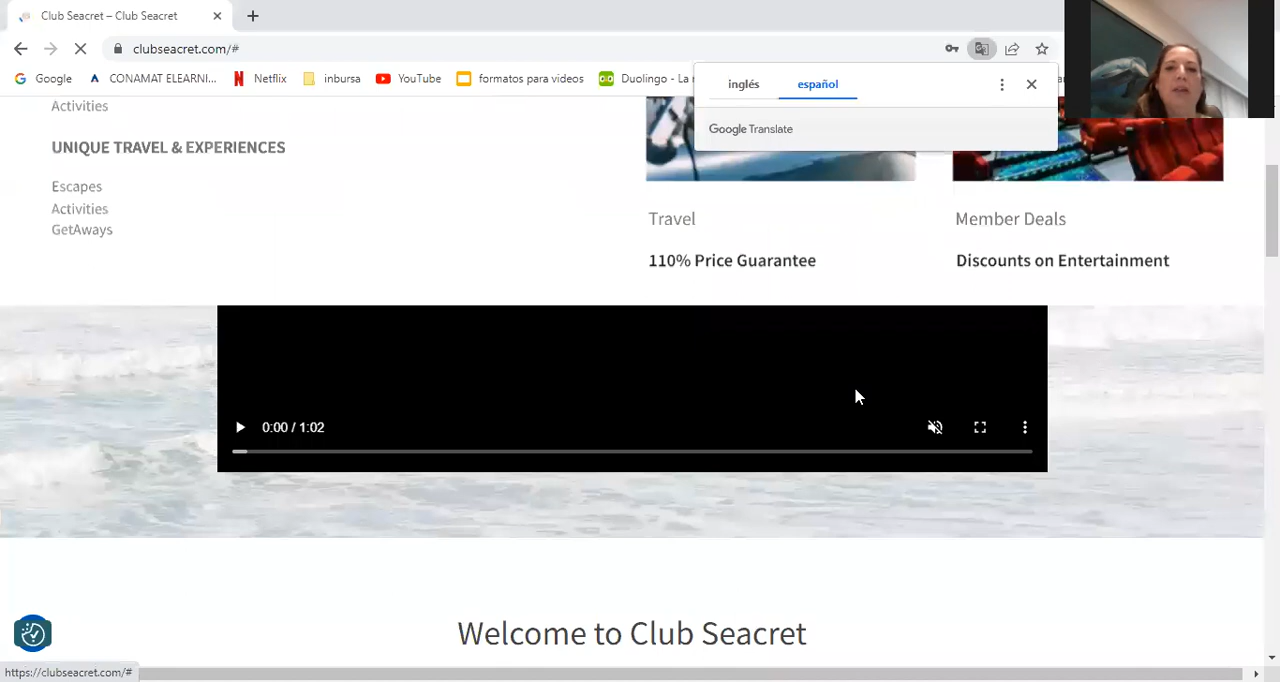 Club Seacret – Club Seacret
clubseacret.com/#
Google
CONAMAT ELEARNI...
Netflix
inbursa
YouTube
formatos para videos
Duolingo - La
inglés
español
Google Translate
Activities
UNIQUE TRAVEL & EXPERIENCES
Escapes
Activities
GetAways
Travel
Member Deals
110% Price Guarantee
Discounts on Entertainment
0:00 / 1:02
Welcome to Club Seacret
https://clubseacret.com/#